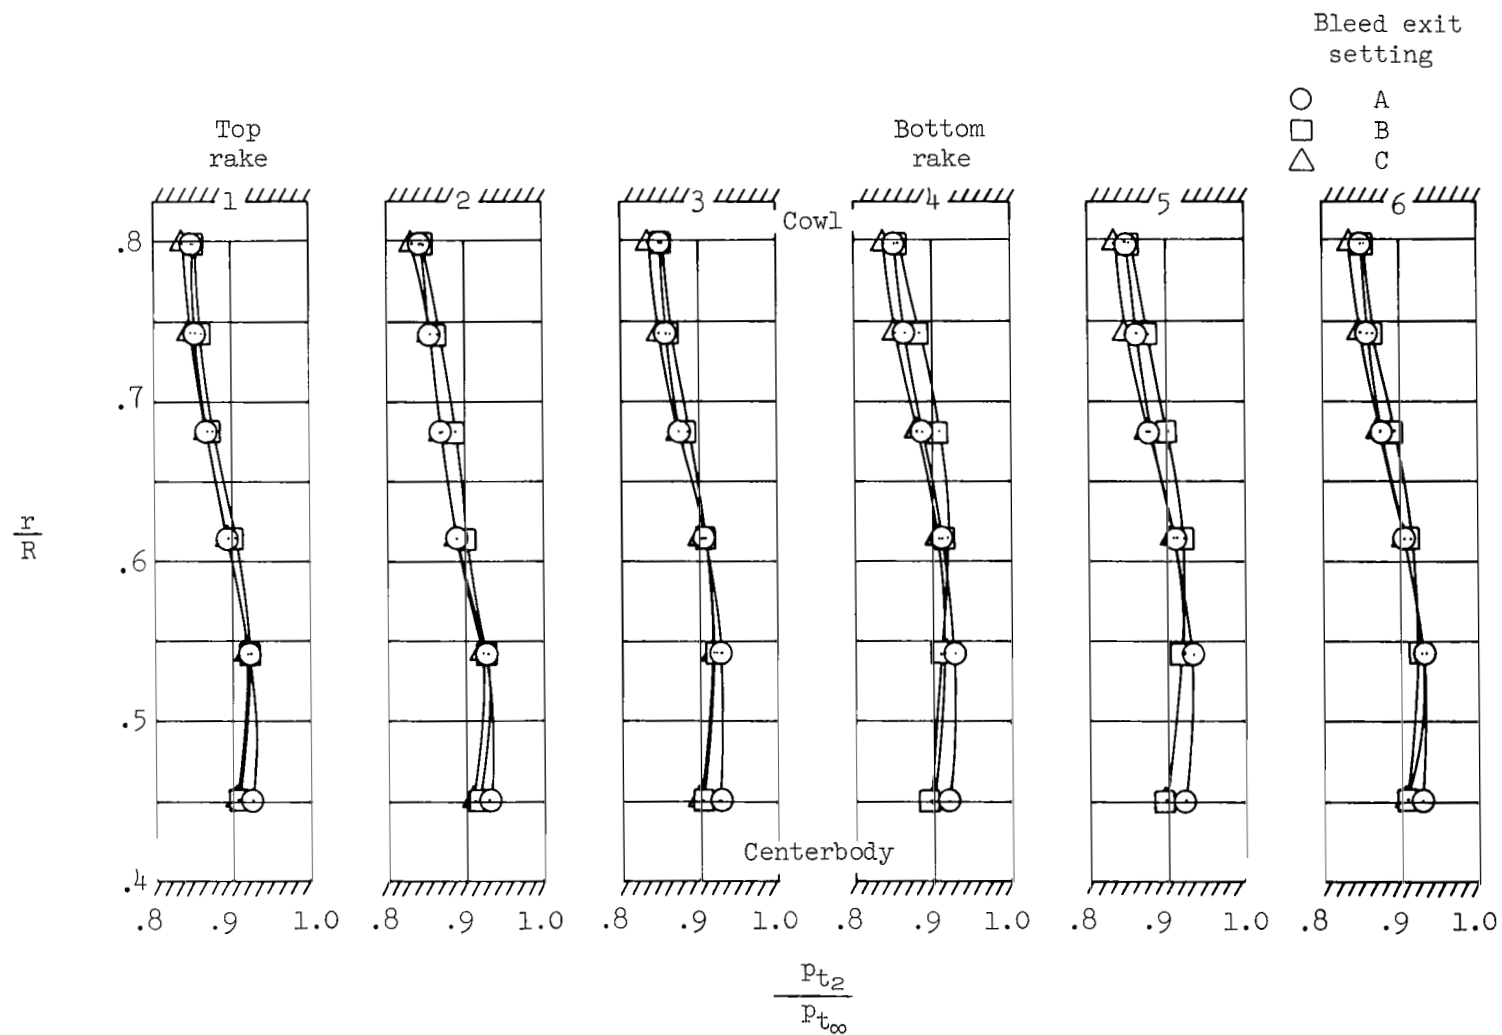 Bleed exit
setting
A
B
C
Top
rake
Bottom
rake
1 2 3 4 5 6
Cowl
.8
.7
.6
.5
.4
r
R
Centerbody
.8 .9 1.0 .8 .9 1.0 .8 .9 1.0 .8 .9 1.0 .8 .9 1.0 .8 .9 1.0
pt2
pt∞